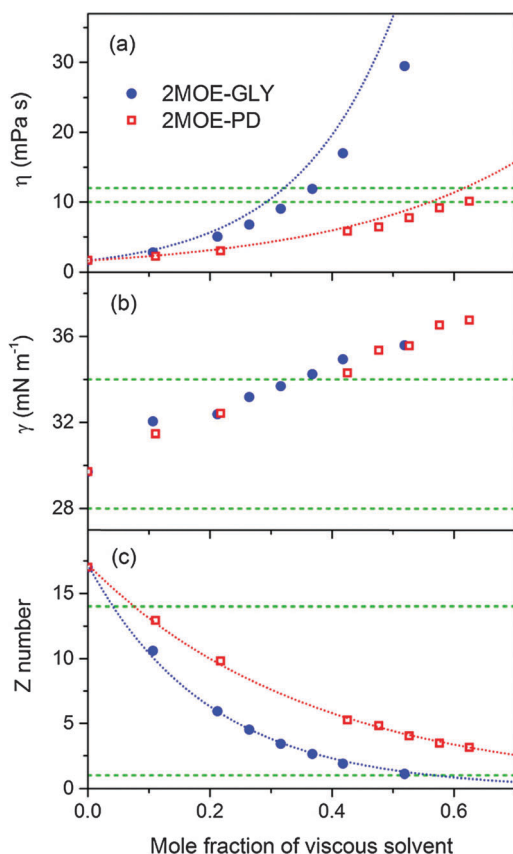 (a)
2MOE-GLY
2MOE-PD
η (mPa s)
30
20
10
0
(b)
γ (mN m⁻¹)
36
32
28
(c)
Z number
15
10
5
0
0.0 0.2 0.4 0.6
Mole fraction of viscous solvent